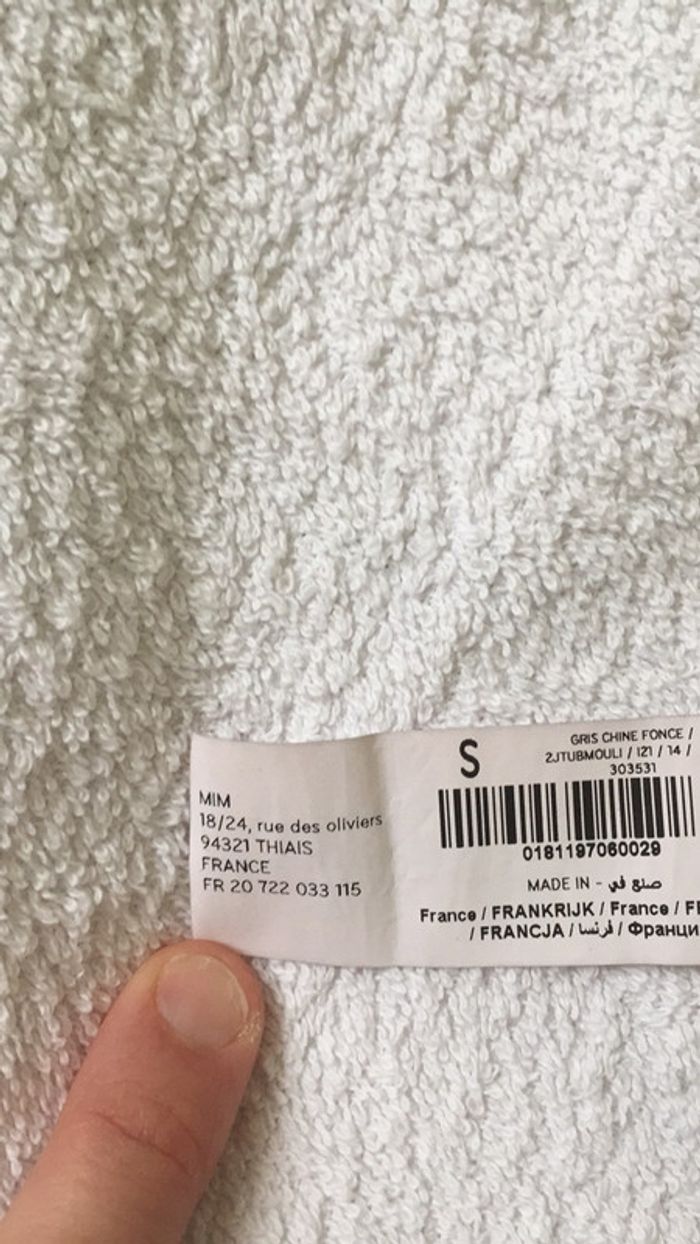 MIM
18/24, rue des oliviers
94321 THIAIS
FRANCE
FR 20 722 033 115
S
GRIS CHINE FONCE /
2JTUBMOULI / I21 / 14 /
303531
0181197060029
MADE IN - صنع في
France / FRANKRIJK / France / F
/ FRANCJA / فرنسا / Франци